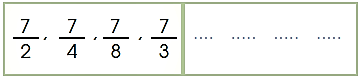 7/2 , 7/4 , 7/8 , 7/3 .... ..... ..... .....